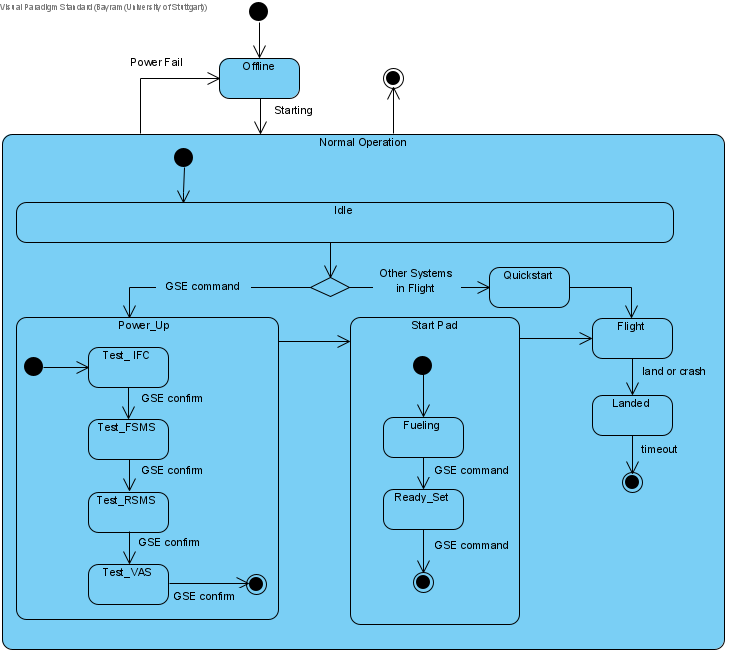 Visual Paradigm Standard (Bayram (University of Stuttgart))
Power Fail
Offline
Starting
Normal Operation
Idle
GSE command
Other Systems
in Flight
Quickstart
Power_Up
Start Pad
Flight
Test_ IFC
GSE confirm
Test_FSMS
GSE confirm
Test_RSMS
GSE confirm
Test_VAS
GSE confirm
Fueling
GSE command
Ready_Set
GSE command
land or crash
Landed
timeout